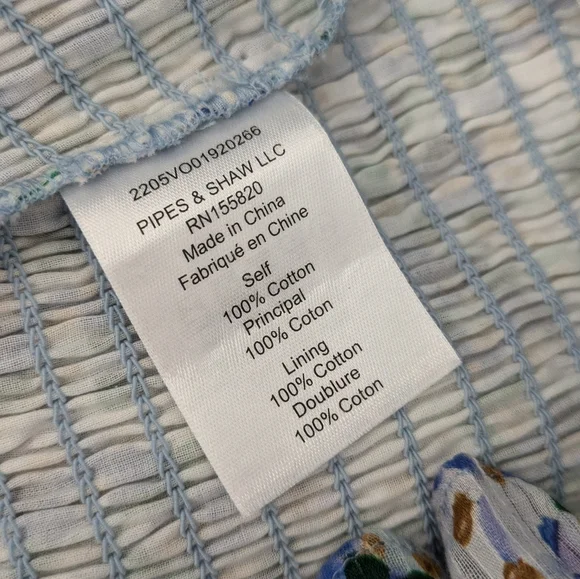 2205VO01920266
PIPES & SHAW LLC
RN155820
Made in China
Fabriqué en Chine
Self
100% Cotton
Principal
100% Coton
Lining
100% Cotton
Doublure
100% Coton